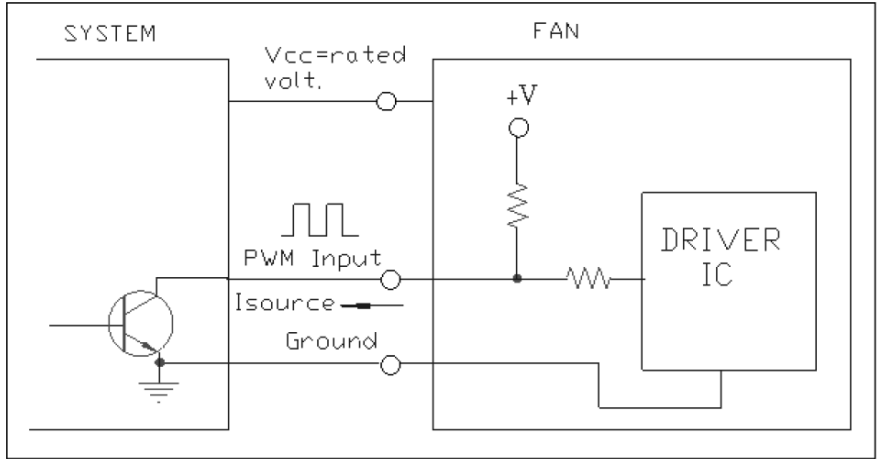 SYSTEM
FAN
Vcc=rated
volt.
+V
PWM Input
DRIVER
IC
Isource
Ground